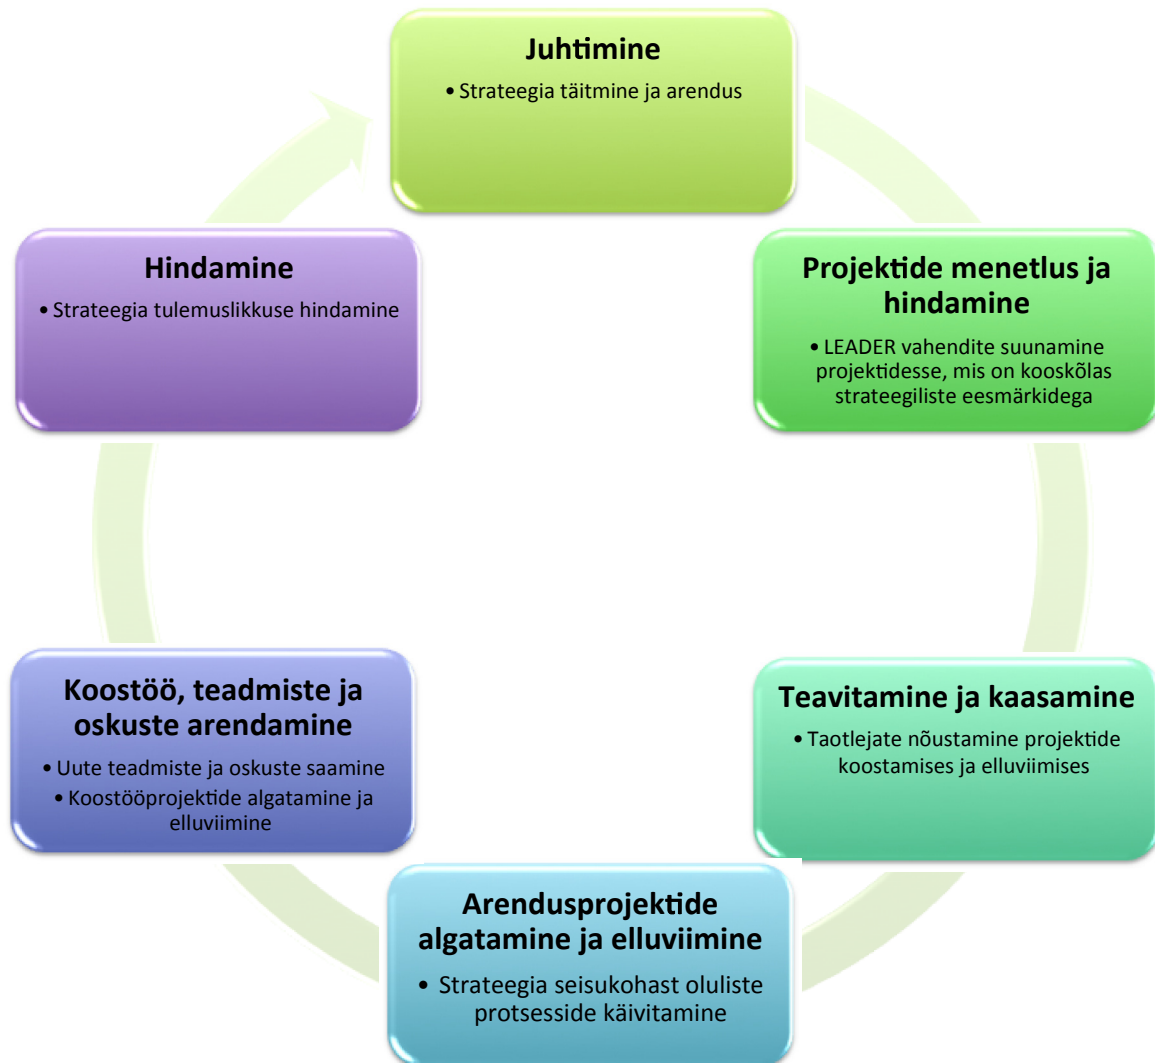 Juhtimine
• Strateegia täitmine ja arendus
Projektide menetlus ja
hindamine
• LEADER vahendite suunamine
projektidesse, mis on kooskõlas
strateegiliste eesmärkidega
Teavitamine ja kaasamine
• Taotlejate nõustamine projektide
koostamises ja elluviimises
Arendusprojektide
algatamine ja elluviimine
• Strateegia seisukohast oluliste
protsesside käivitamine
Koostöö, teadmiste ja
oskuste arendamine
• Uute teadmiste ja oskuste saamine
• Koostööprojektide algatamine ja
elluviimine
Hindamine
• Strateegia tulemuslikkuse hindamine